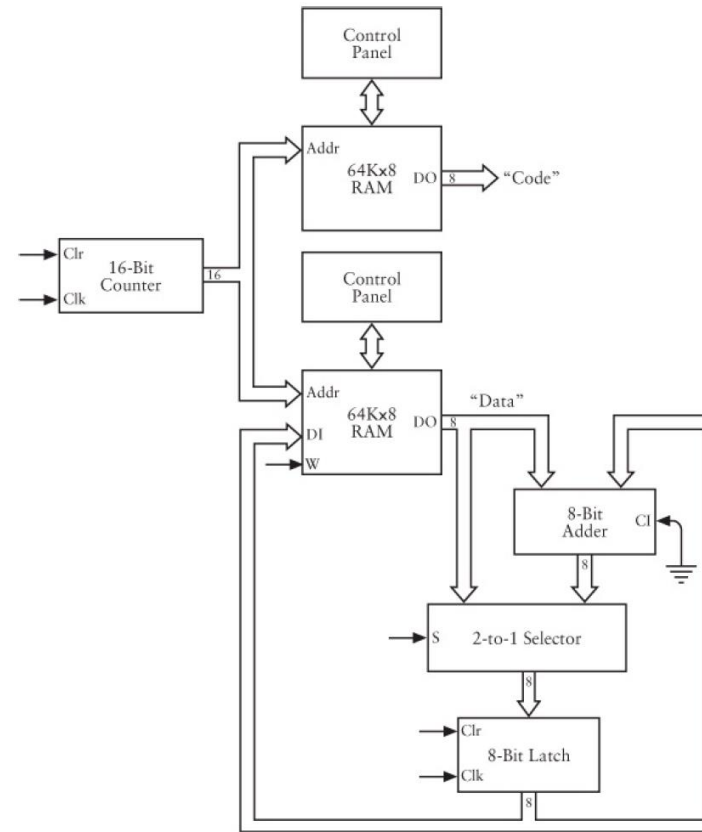 Control
Panel
Addr
64K×8
RAM
DO
8
“Code”
Clr
16-Bit
Counter
Clk
16
Control
Panel
Addr
64K×8
RAM
DI
DO
8
W
“Data”
8-Bit
Adder
CI
8
S
2-to-1 Selector
8
Clr
8-Bit Latch
Clk
8